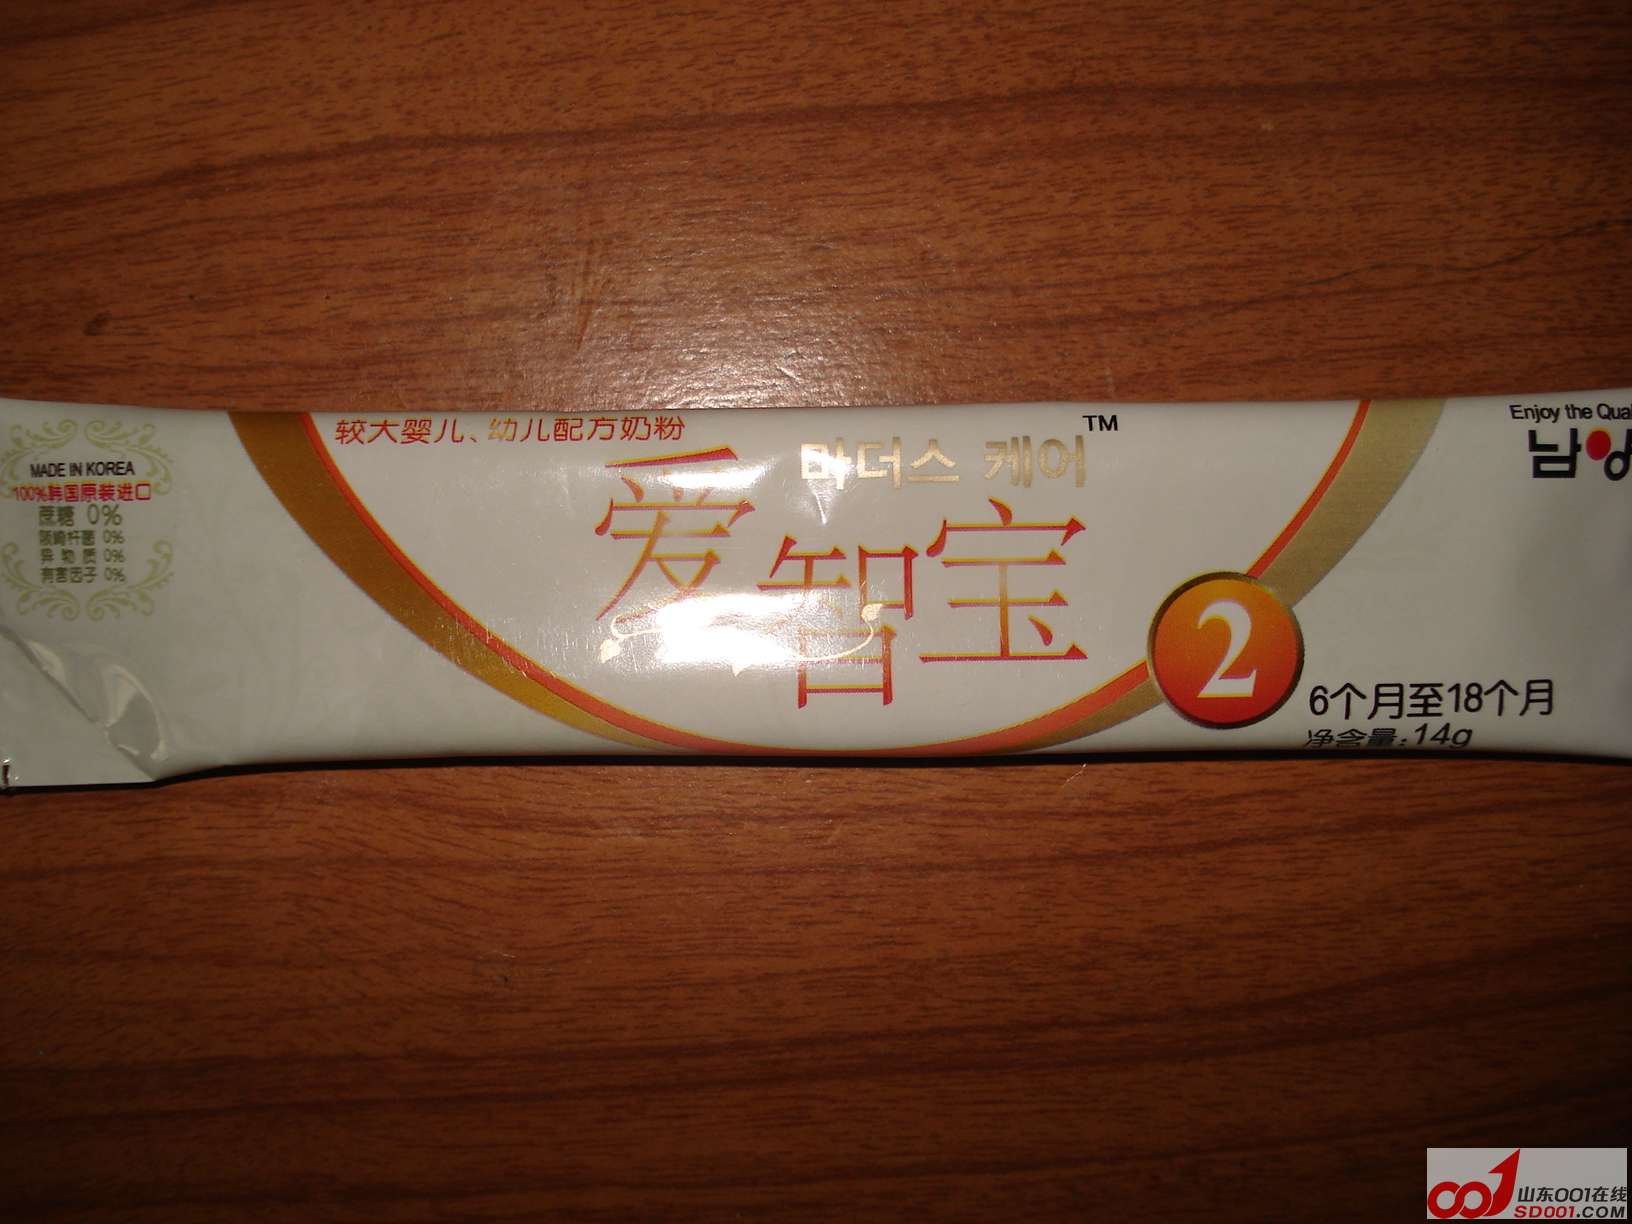 MADE IN KOREA
100%韩国原装进口
蔗糖 0%
阪崎杆菌 0%
异 物 质 0%
有害因子 0%
较大婴儿、幼儿配方奶粉
마더스 케어 TM
爱智宝
2
6个月至18个月
净含量:14g
Enjoy the
남양
山东001在线
SD001.COM